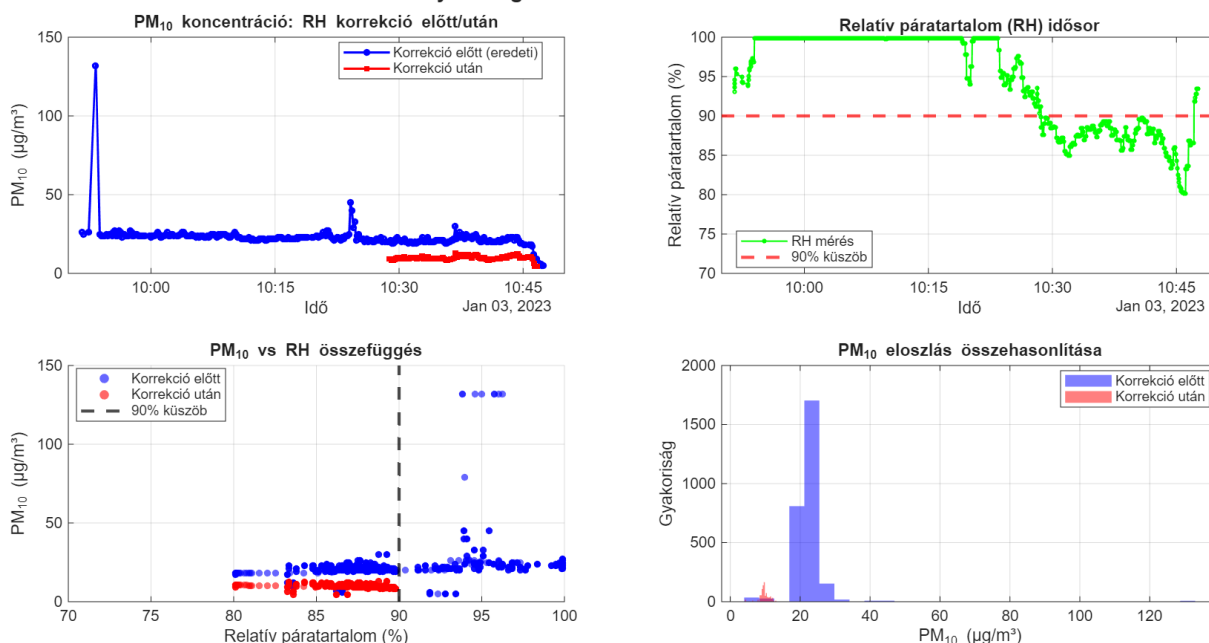 PM₁₀ koncentráció: RH korrekció előtt/után
150
100
50
0
PM₁₀ (µg/m³)
Korrekció előtt (eredeti)
Korrekció után
10:00
10:15
10:30
10:45
Idő
Jan 03, 2023
Relatív páratartalom (RH) idősor
100
95
90
85
80
75
70
Relatív páratartalom (%)
RH mérés
90% küszöb
10:00
10:15
10:30
10:45
Idő
Jan 03, 2023
PM₁₀ vs RH összefüggés
150
100
50
0
PM₁₀ (µg/m³)
Korrekció előtt
Korrekció után
90% küszöb
70
75
80
85
90
95
100
Relatív páratartalom (%)
PM₁₀ eloszlás összehasonlítása
2000
1500
1000
500
0
Gyakoriság
Korrekció előtt
Korrekció után
0
20
40
60
80
100
120
PM₁₀ (µg/m³)